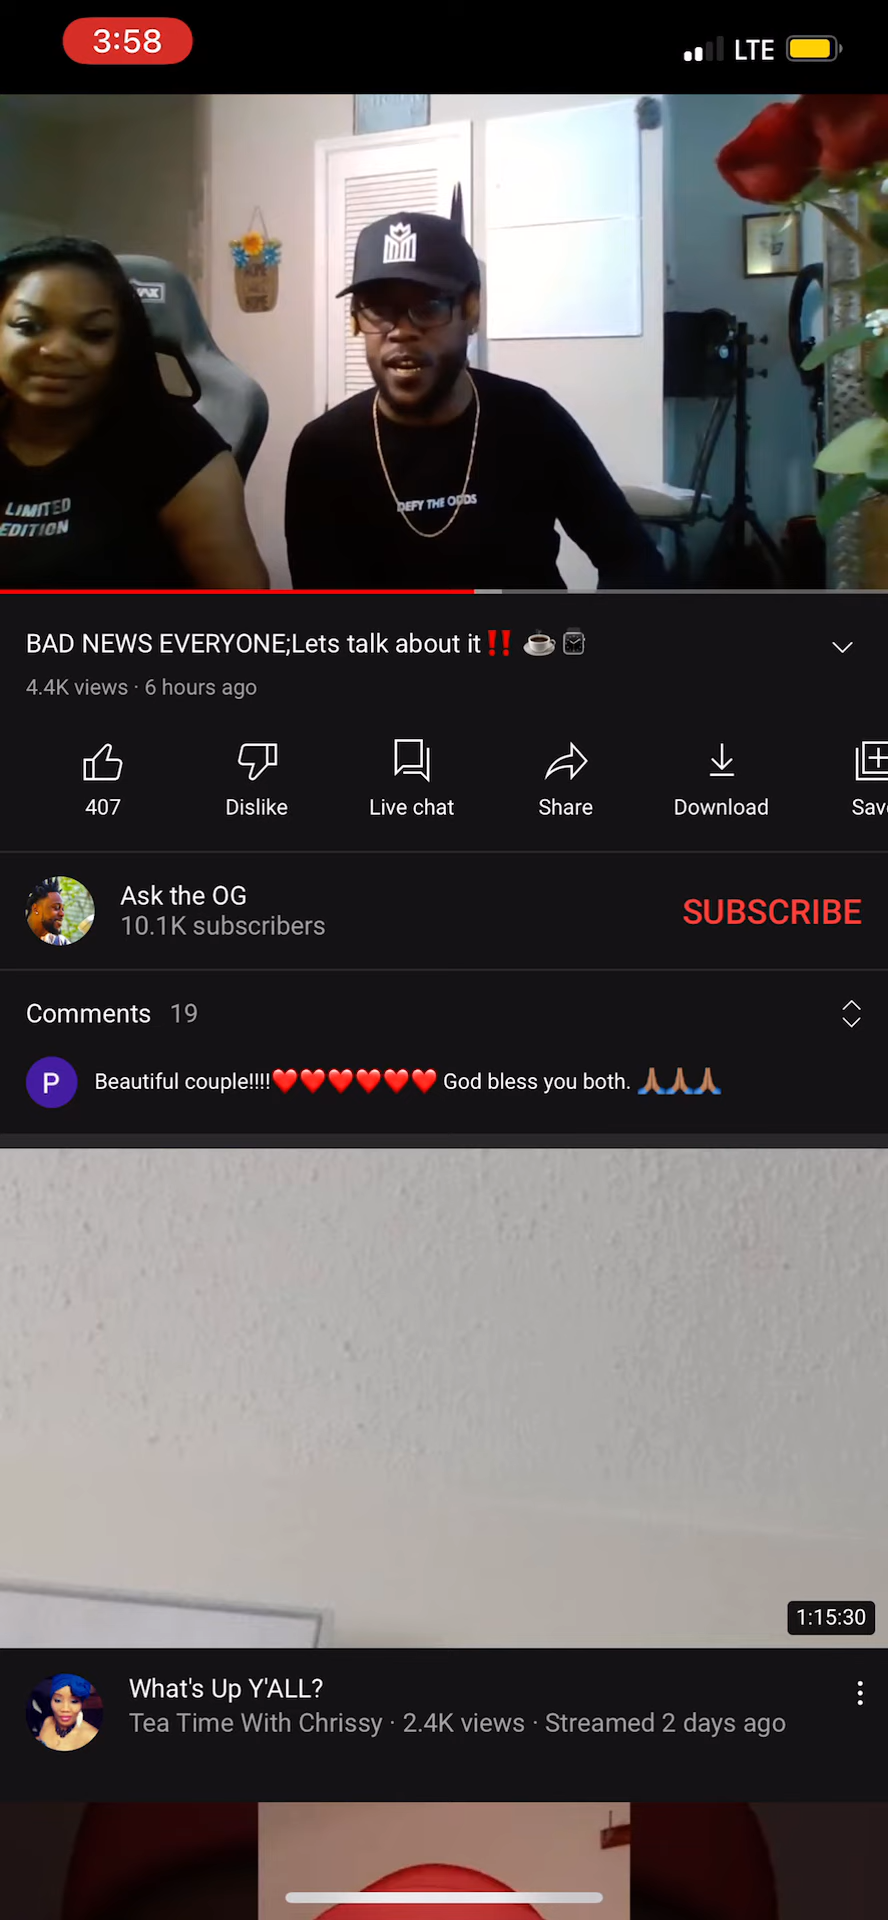 3:58
LTE
HOME
HOME
LIMITED
EDITION
DEFY THE ODDS
BAD NEWS EVERYONE;Lets talk about it‼️ ☕⌚
4.4K views · 6 hours ago
407
Dislike
Live chat
Share
Download
Save
Ask the OG
10.1K subscribers
SUBSCRIBE
Comments 19
P
Beautiful couple!!!!❤️❤️❤️❤️❤️❤️ God bless you both. 🙏🏽🙏🏽🙏🏽
1:15:30
What's Up Y'ALL?
Tea Time With Chrissy · 2.4K views · Streamed 2 days ago